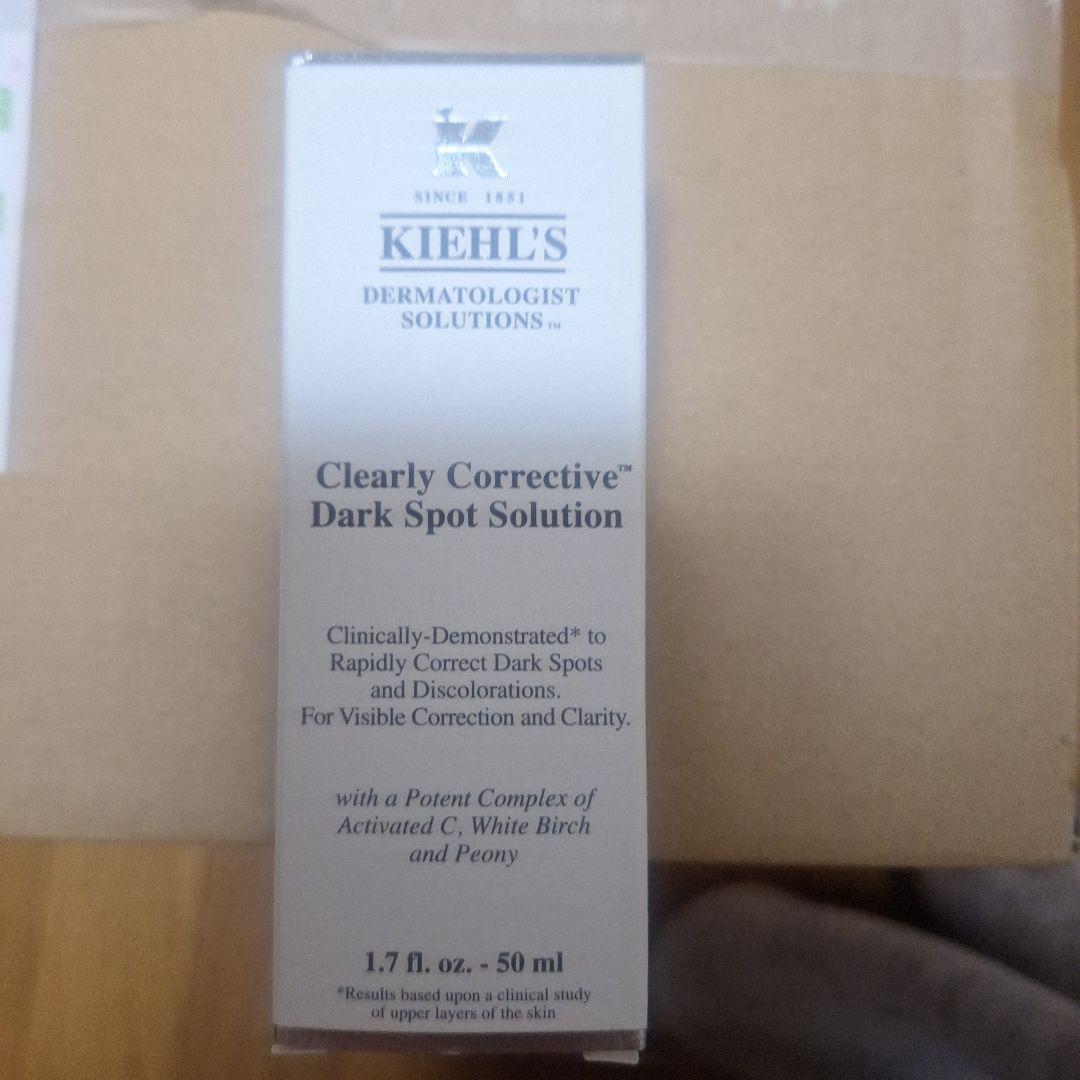 K
SINCE 1851
KIEHL'S
DERMATOLOGIST
SOLUTIONS™
Clearly Corrective™
Dark Spot Solution
Clinically-Demonstrated* to
Rapidly Correct Dark Spots
and Discolorations.
For Visible Correction and Clarity.
with a Potent Complex of
Activated C, White Birch
and Peony
1.7 fl. oz. - 50 ml
*Results based upon a clinical study
of upper layers of the skin